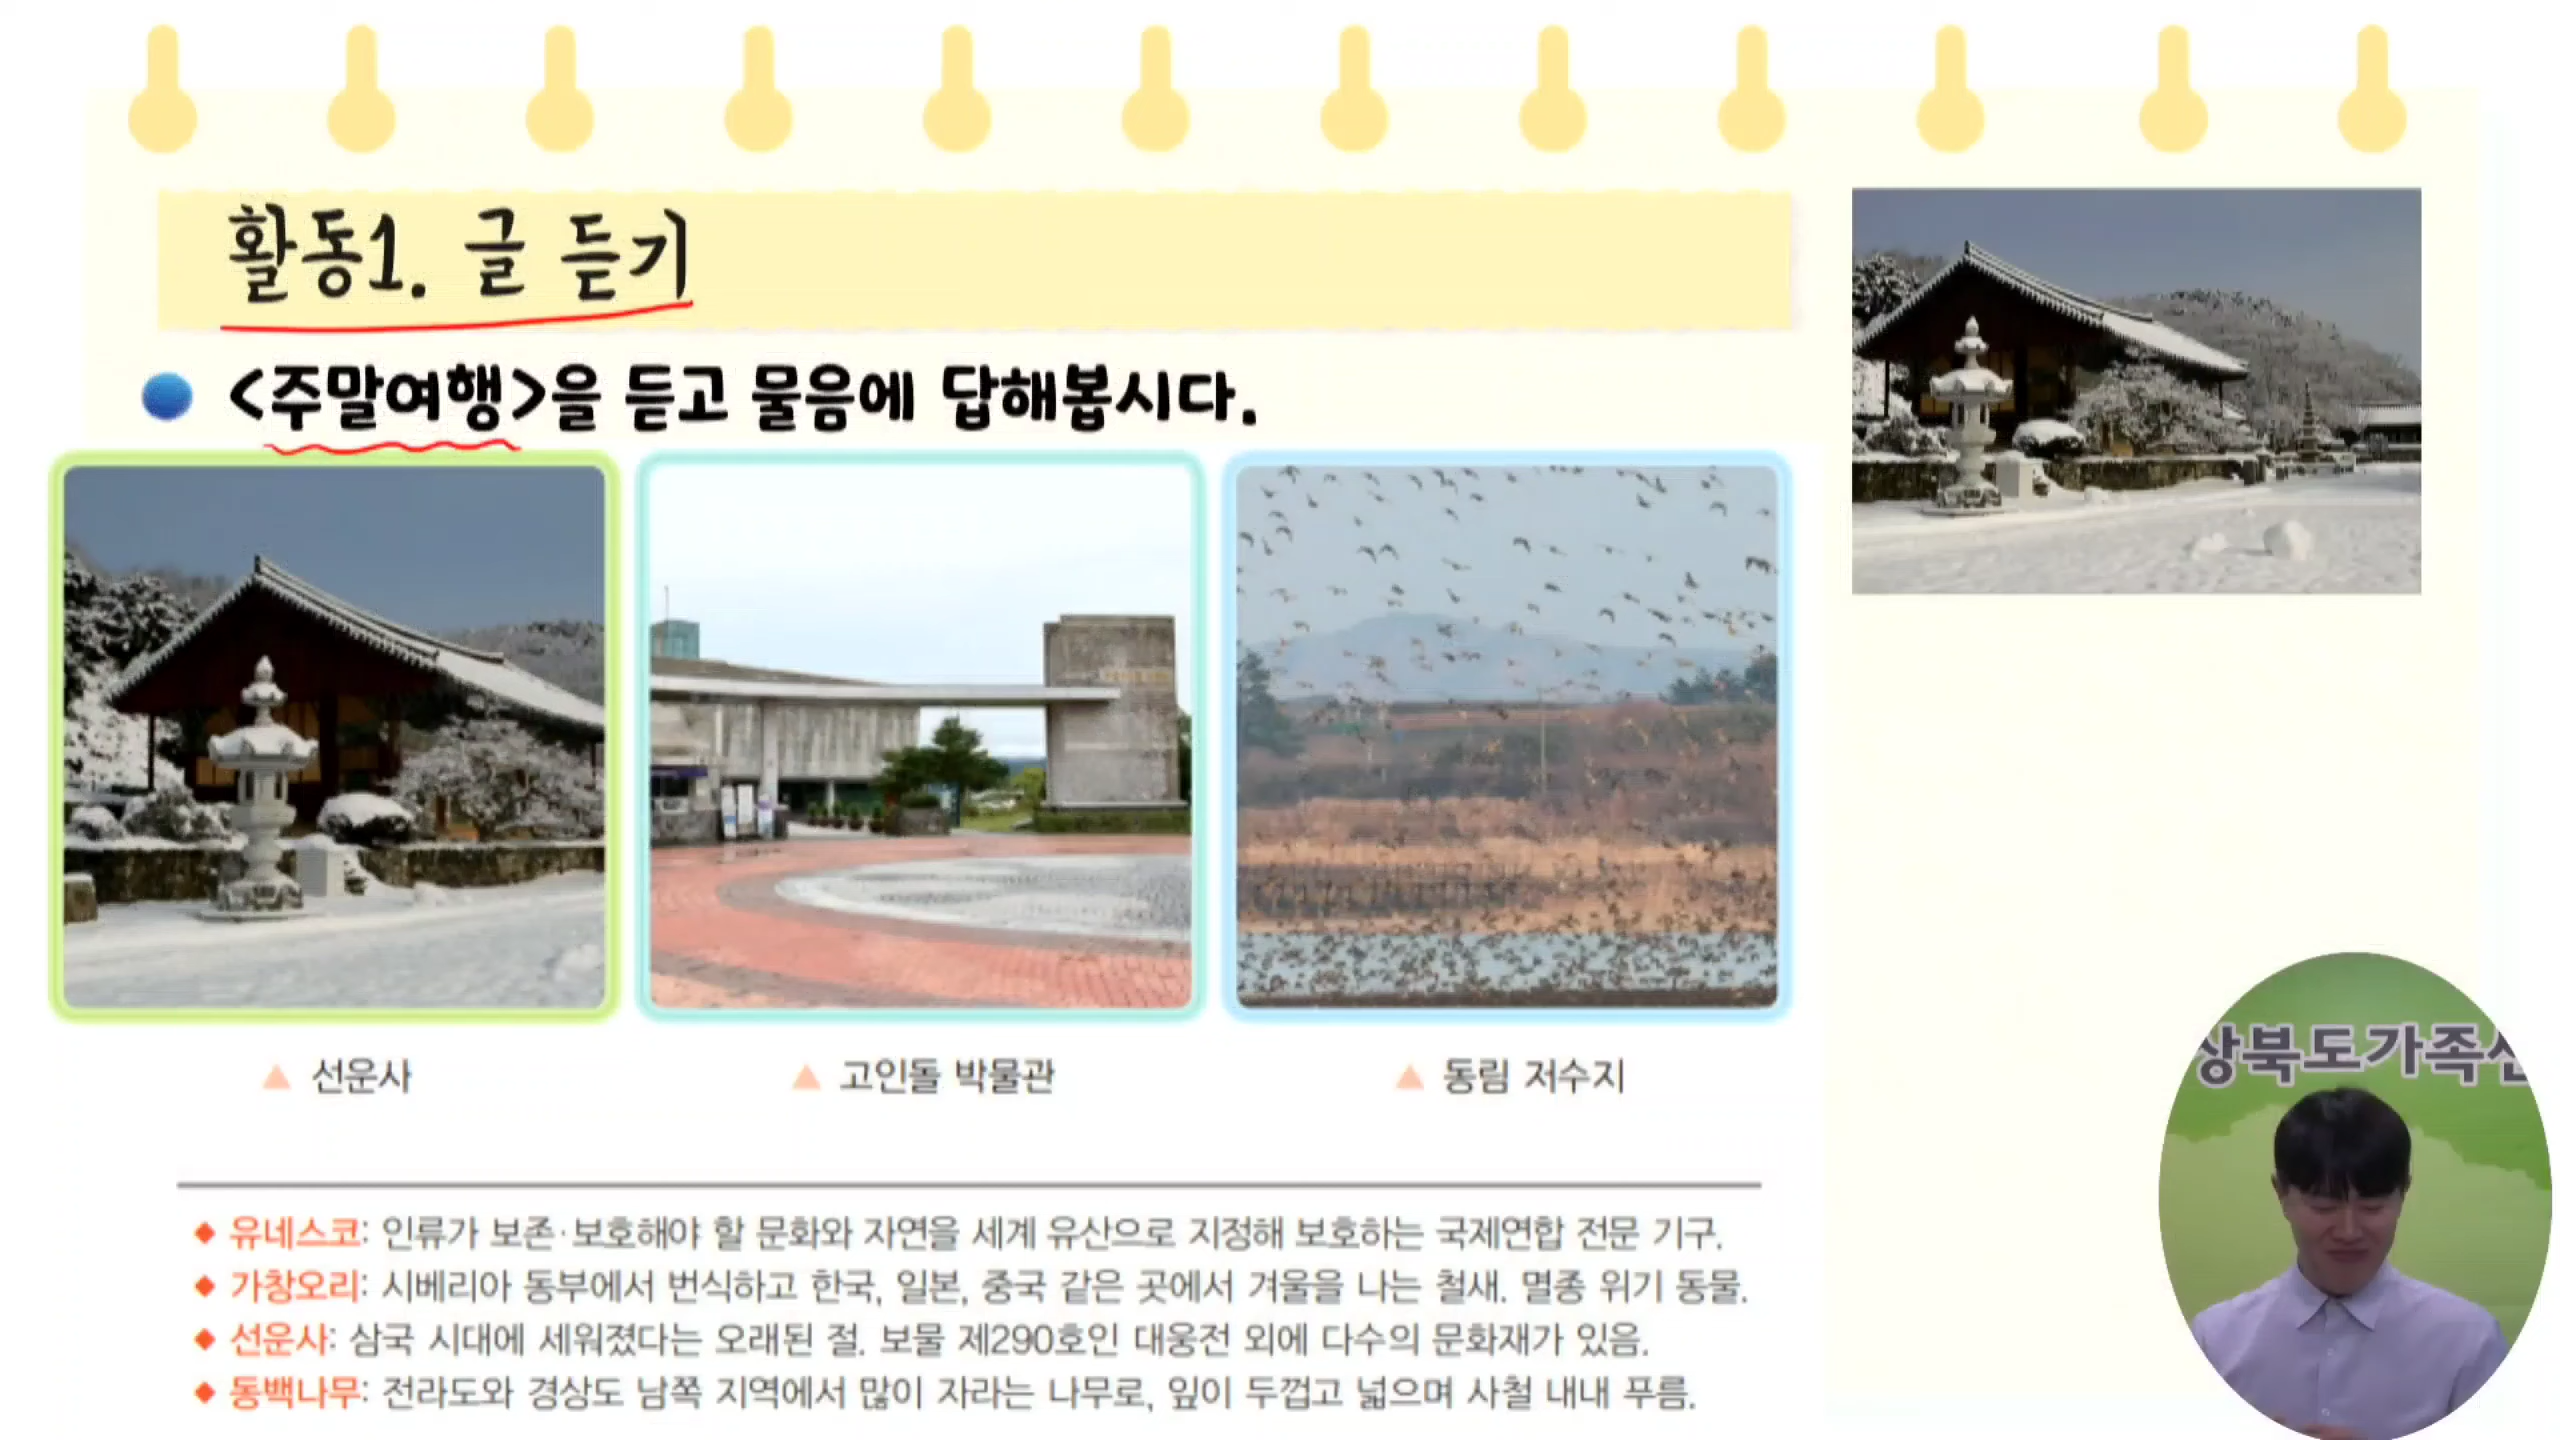 활동1. 글 듣기
<주말여행>을 듣고 물음에 답해봅시다.
▲ 선운사
▲ 고인돌 박물관
▲ 동림 저수지
◆ 유네스코: 인류가 보존·보호해야 할 문화와 자연을 세계 유산으로 지정해 보호하는 국제연합 전문 기구.
◆ 가창오리: 시베리아 동부에서 번식하고 한국, 일본, 중국 같은 곳에서 겨울을 나는 철새. 멸종 위기 동물.
◆ 선운사: 삼국 시대에 세워졌다는 오래된 절. 보물 제290호인 대웅전 외에 다수의 문화재가 있음.
◆ 동백나무: 전라도와 경상도 남쪽 지역에서 많이 자라는 나무로, 잎이 두껍고 넓으며 사철 내내 푸름.
상북도가족